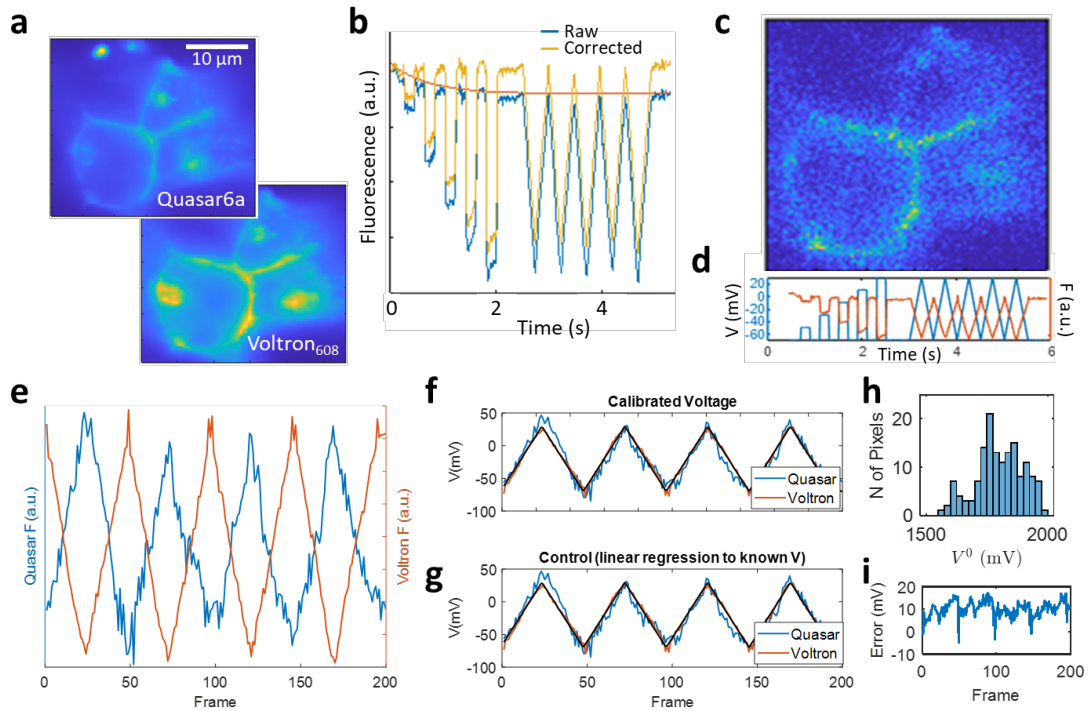 a
10 µm
Quasar6a
Voltron608
b
Raw
Corrected
Fluorescence (a.u.)
0
2
4
Time (s)
c
d
V (mV)
20
0
-20
-40
-60
F (a.u.)
0
2
4
6
Time (s)
e
Quasar F (a.u.)
Voltron F (a.u.)
0
50
100
150
200
Frame
f
Calibrated Voltage
V(mV)
50
0
-50
-100
0
50
100
150
200
Quasar
Voltron
g
Control (linear regression to known V)
V(mV)
50
0
-50
-100
0
50
100
150
200
Quasar
Voltron
Frame
h
N of Pixels
20
10
0
1500
2000
V0 (mV)
i
Error (mV)
20
10
0
-10
0
100
200
Frame